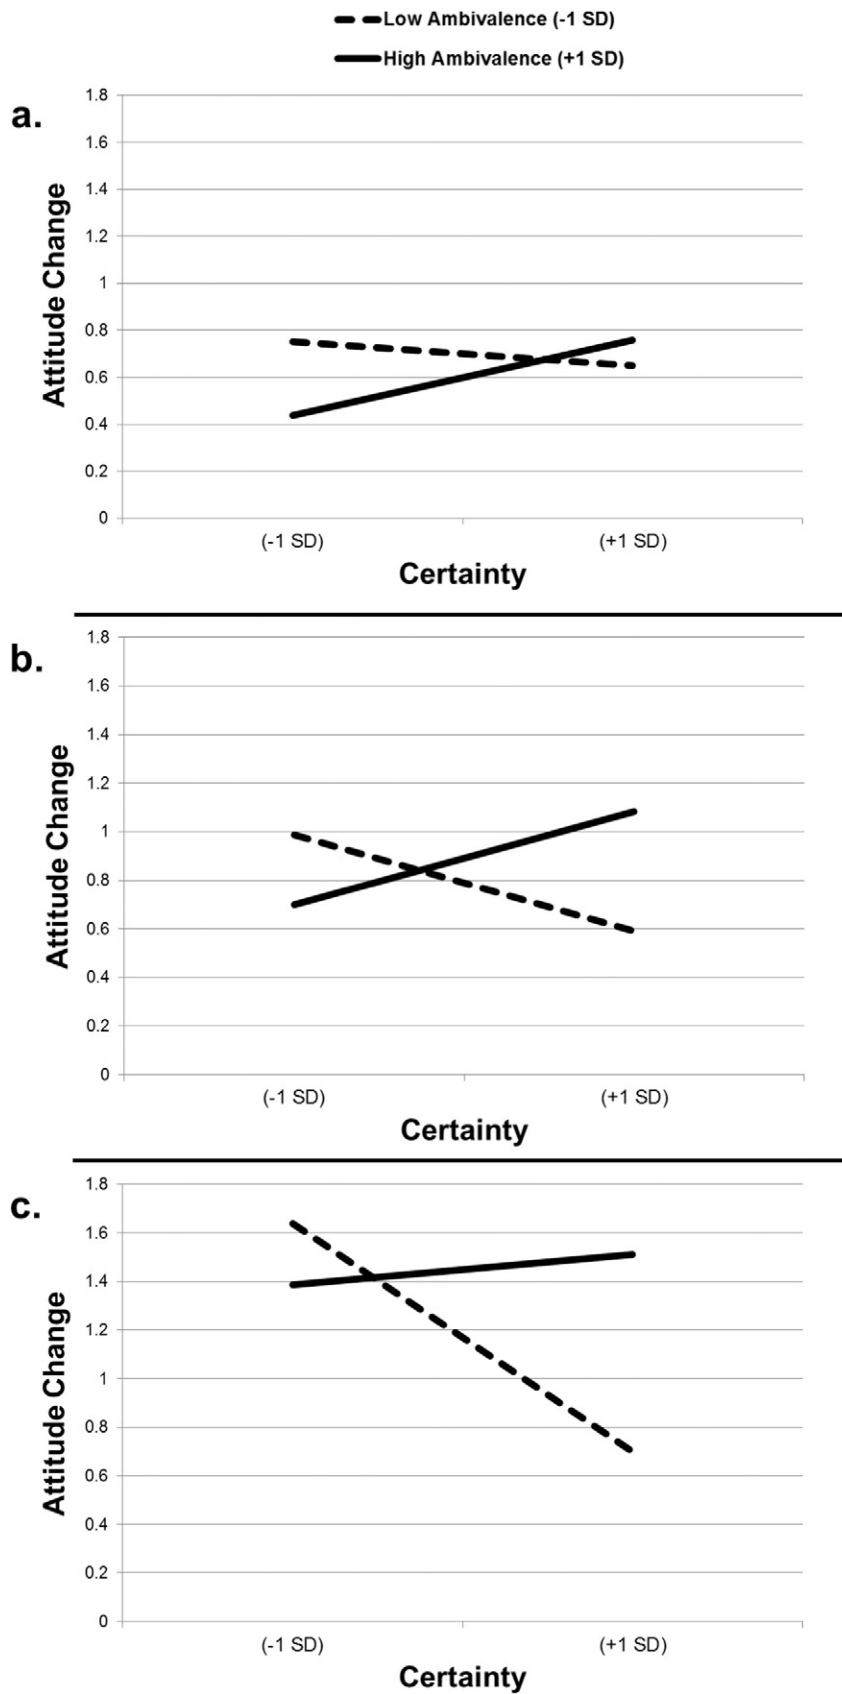 Low Ambivalence (-1 SD)
High Ambivalence (+1 SD)
a.
Attitude Change
1.8
1.6
1.4
1.2
1
0.8
0.6
0.4
0.2
0
(-1 SD) (+1 SD)
Certainty
b.
Attitude Change
1.8
1.6
1.4
1.2
1
0.8
0.6
0.4
0.2
0
(-1 SD) (+1 SD)
Certainty
c.
Attitude Change
1.8
1.6
1.4
1.2
1
0.8
0.6
0.4
0.2
0
(-1 SD) (+1 SD)
Certainty